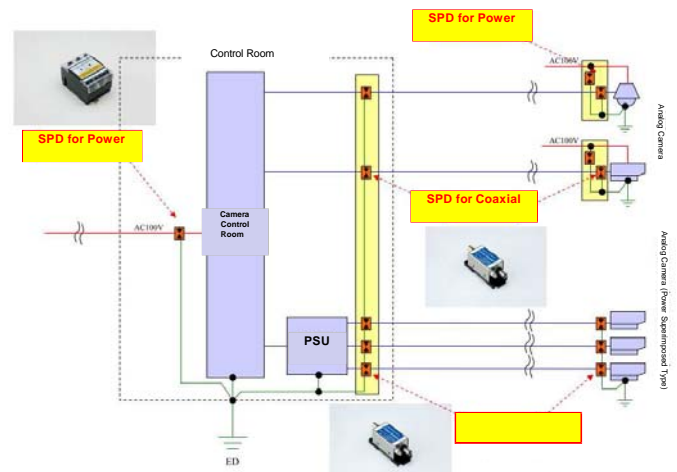 SPD for Power
Control Room
AC100V
Analog Camera
SPD for Power
AC100V
SPD for Coaxial
Camera
Control
Room
AC100V
Analog Camera (Power Superimposed Type)
PSU
ED